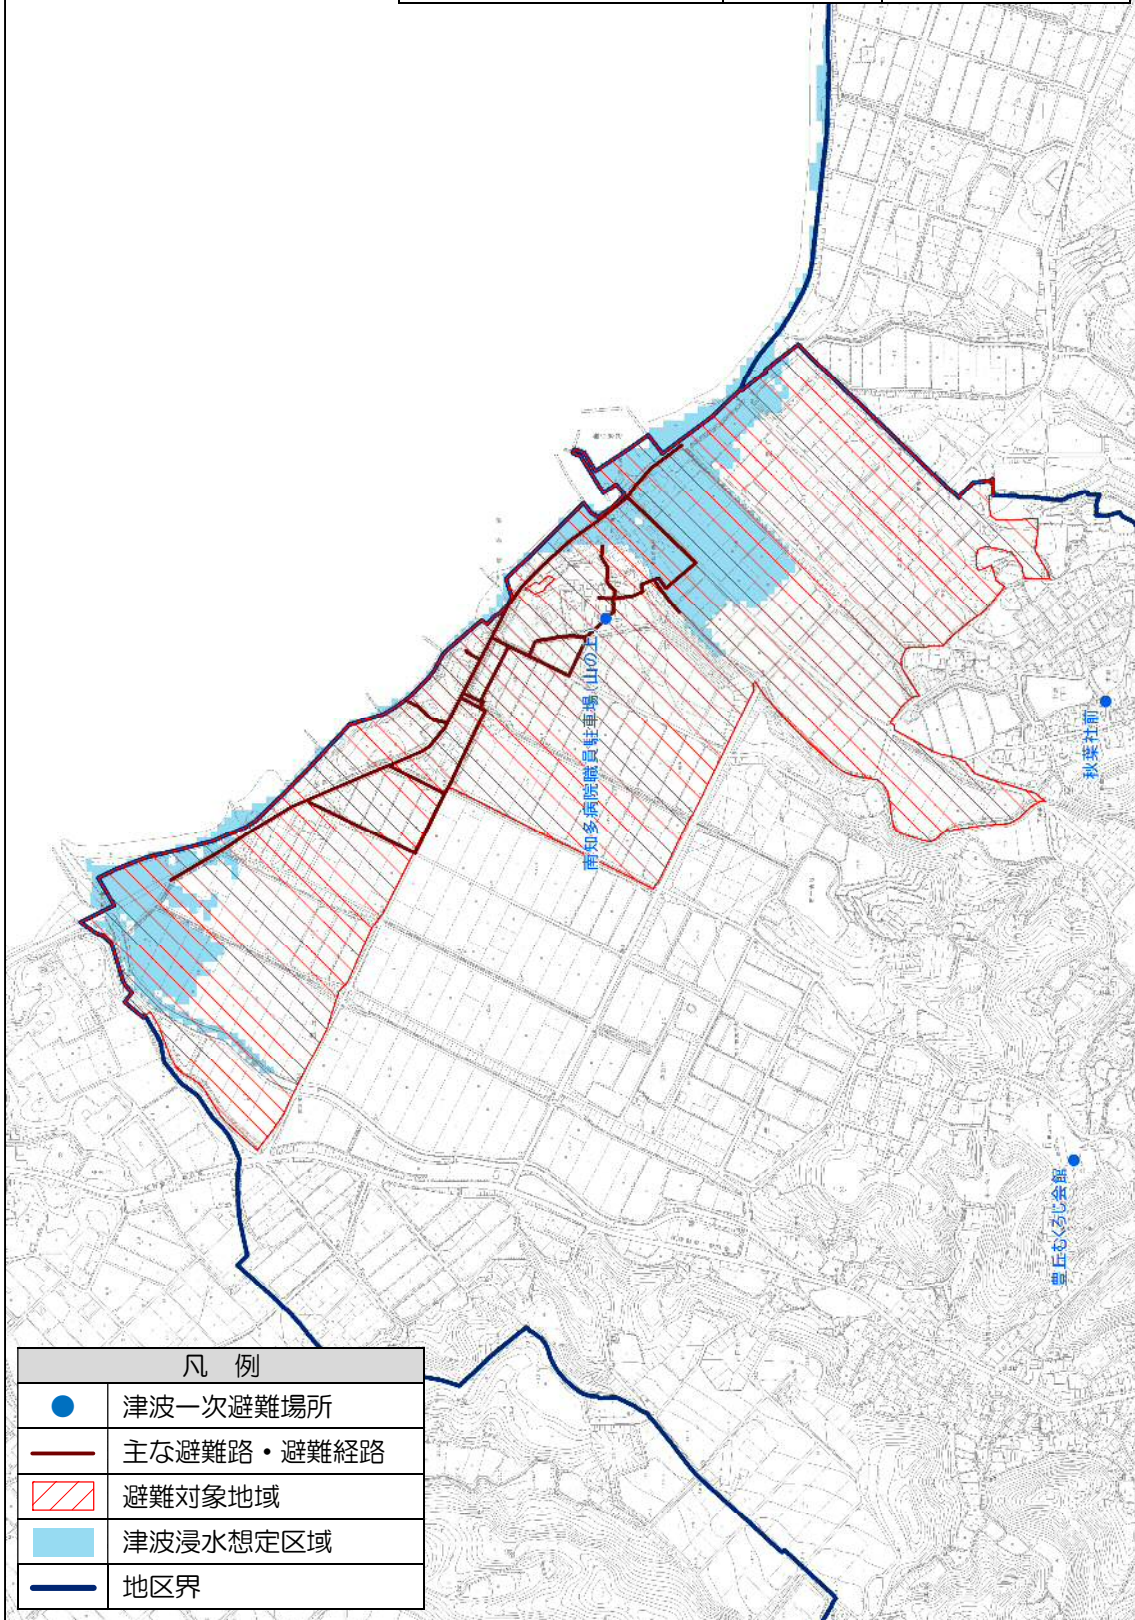 南知多病院職員駐車場(山の上)
秋葉社前
豊丘むくろじ会館
凡 例
津波一次避難場所
主な避難路・避難経路
避難対象地域
津波浸水想定区域
地区界